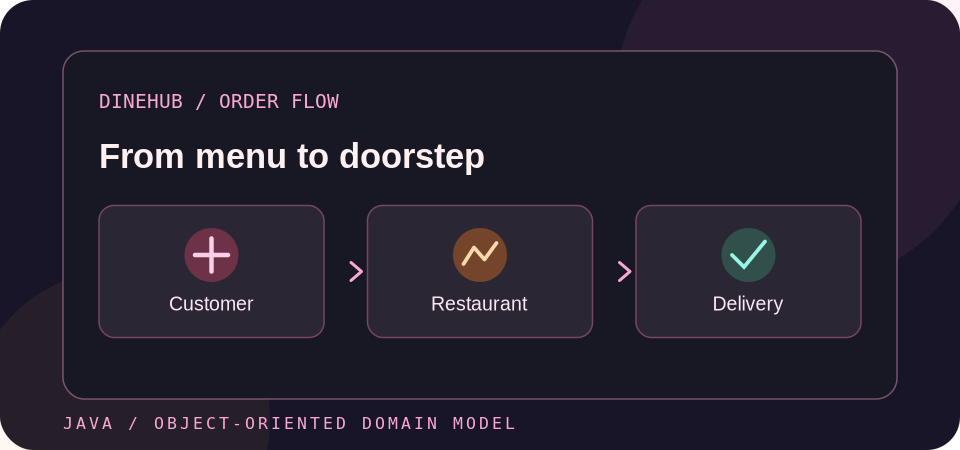 DINEHUB / ORDER FLOW
From menu to doorstep
Customer
Restaurant
Delivery
JAVA / OBJECT-ORIENTED DOMAIN MODEL